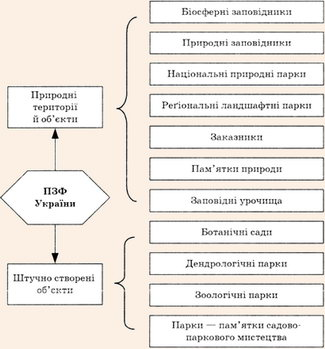 Біосферні заповідники
Природні заповідники
Національні природні парки
Регіональні ландшафтні парки
Заказники
Пам’ятки природи
Заповідні урочища
Ботанічні сади
Дендрологічні парки
Зоологічні парки
Парки — пам’ятки садово-
паркового мистецтва
Природні
території
й об’єкти
ПЗФ
України
Штучно створені
об’єкти